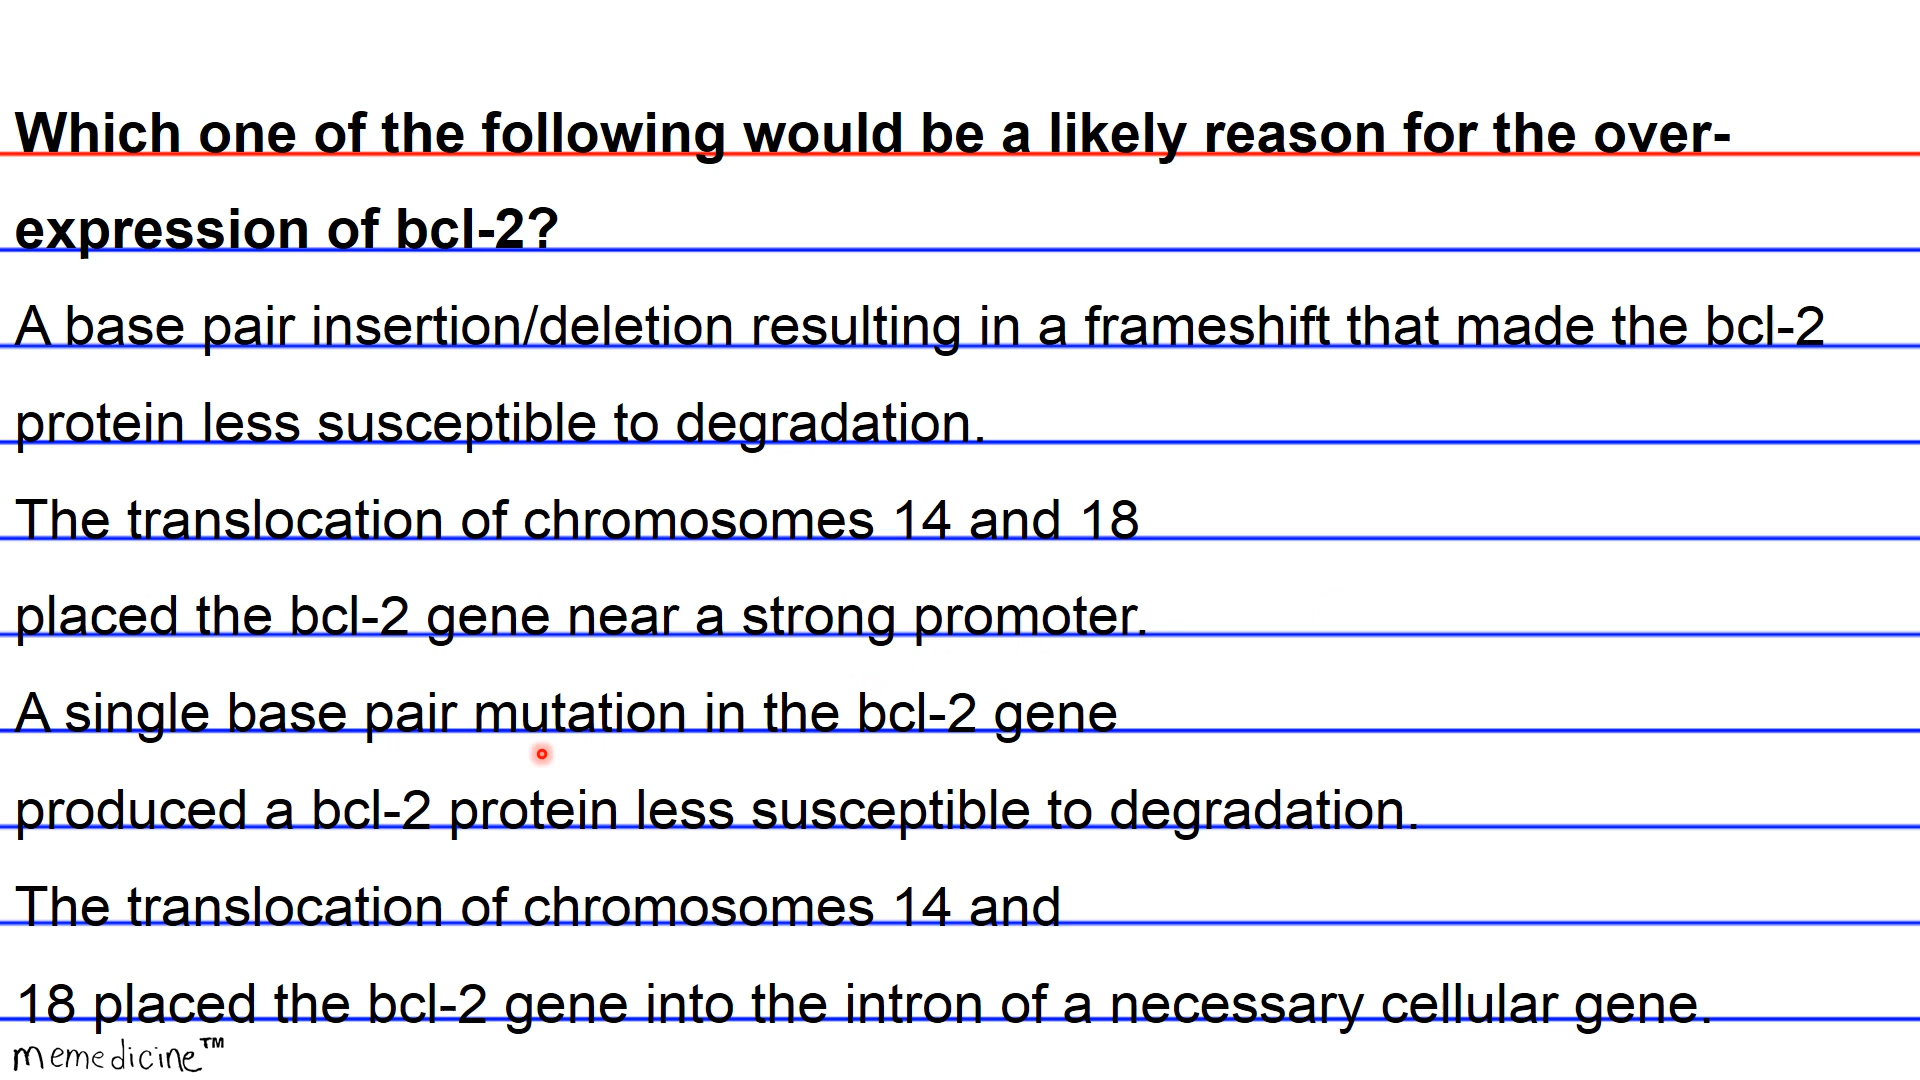 Which one of the following would be a likely reason for the over-
expression of bcl-2?
A base pair insertion/deletion resulting in a frameshift that made the bcl-2
protein less susceptible to degradation.
The translocation of chromosomes 14 and 18
placed the bcl-2 gene near a strong promoter.
A single base pair mutation in the bcl-2 gene
produced a bcl-2 protein less susceptible to degradation.
The translocation of chromosomes 14 and
18 placed the bcl-2 gene into the intron of a necessary cellular gene.
memedicine™